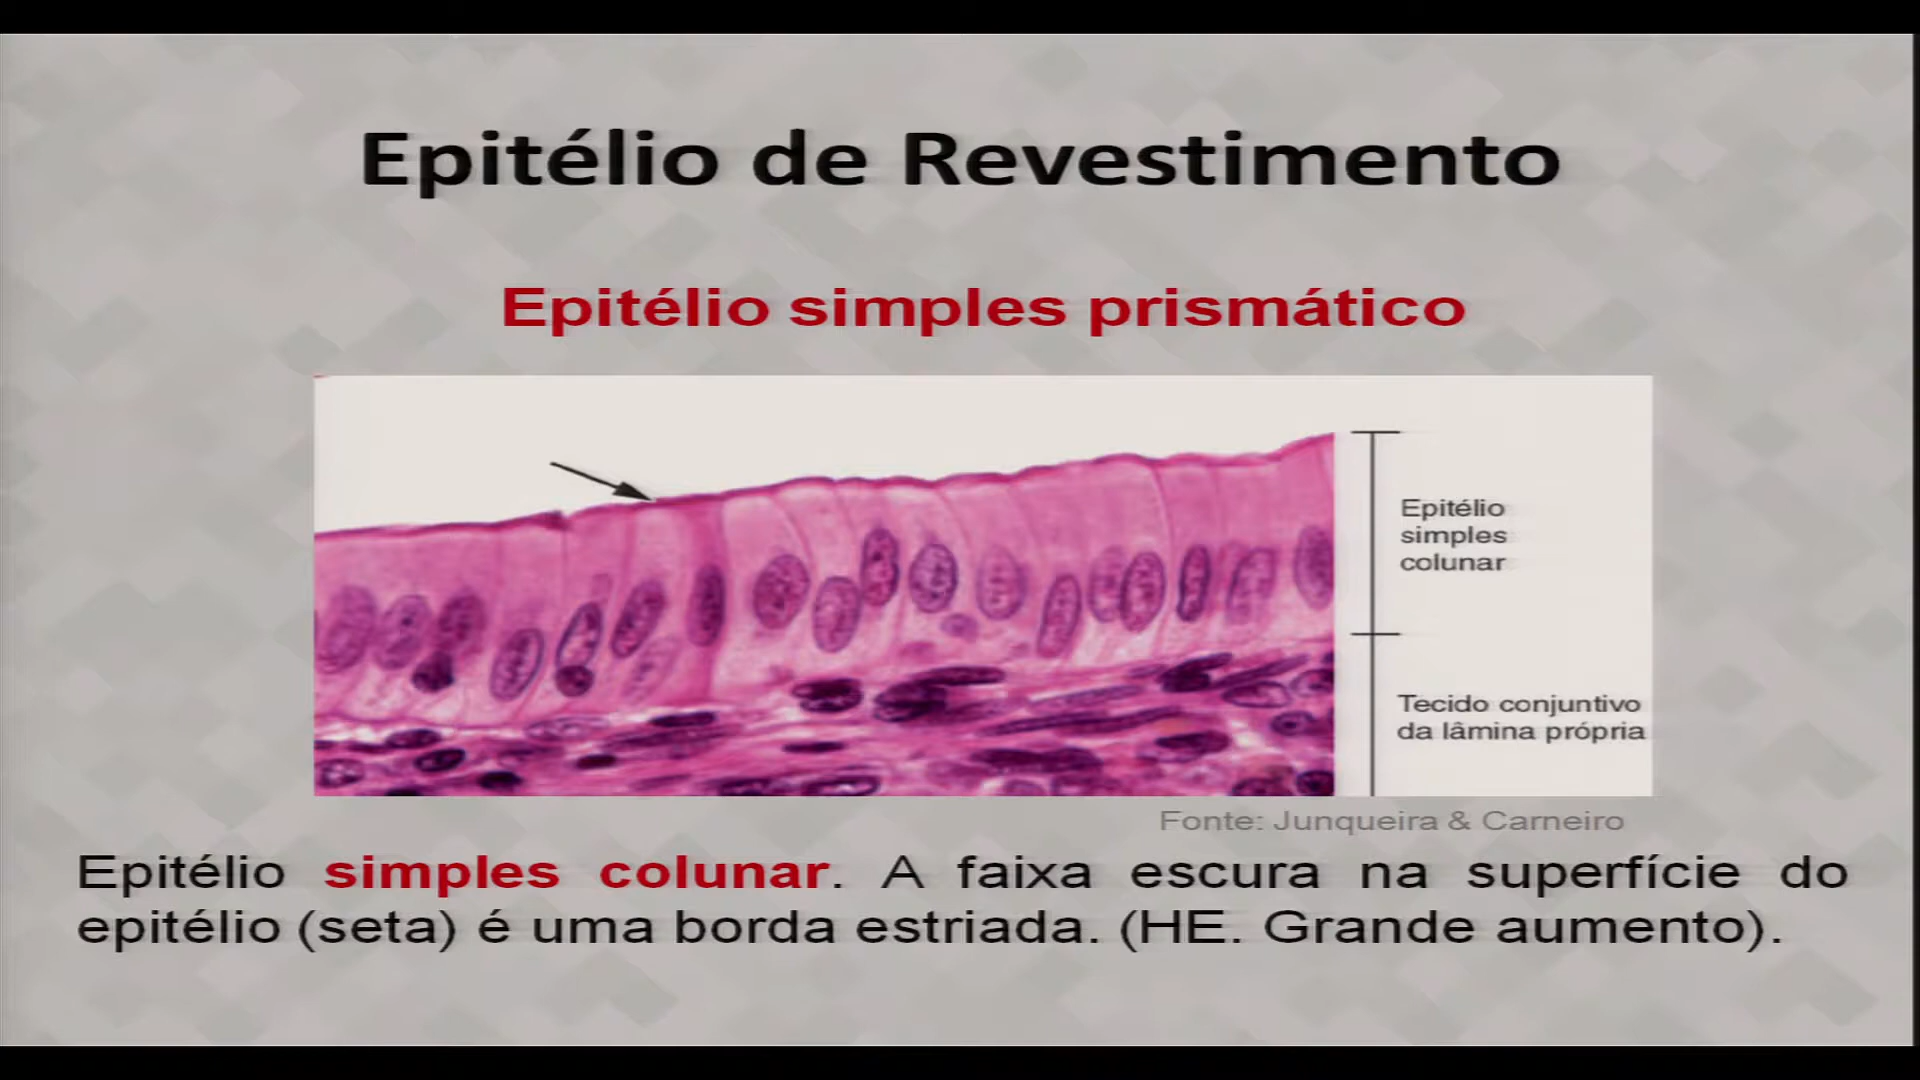 Epitélio de Revestimento
Epitélio simples prismático
Epitélio
simples
colunar
Tecido conjuntivo
da lâmina própria
Fonte: Junqueira & Carneiro
Epitélio simples colunar. A faixa escura na superfície do
epitélio (seta) é uma borda estriada. (HE. Grande aumento).